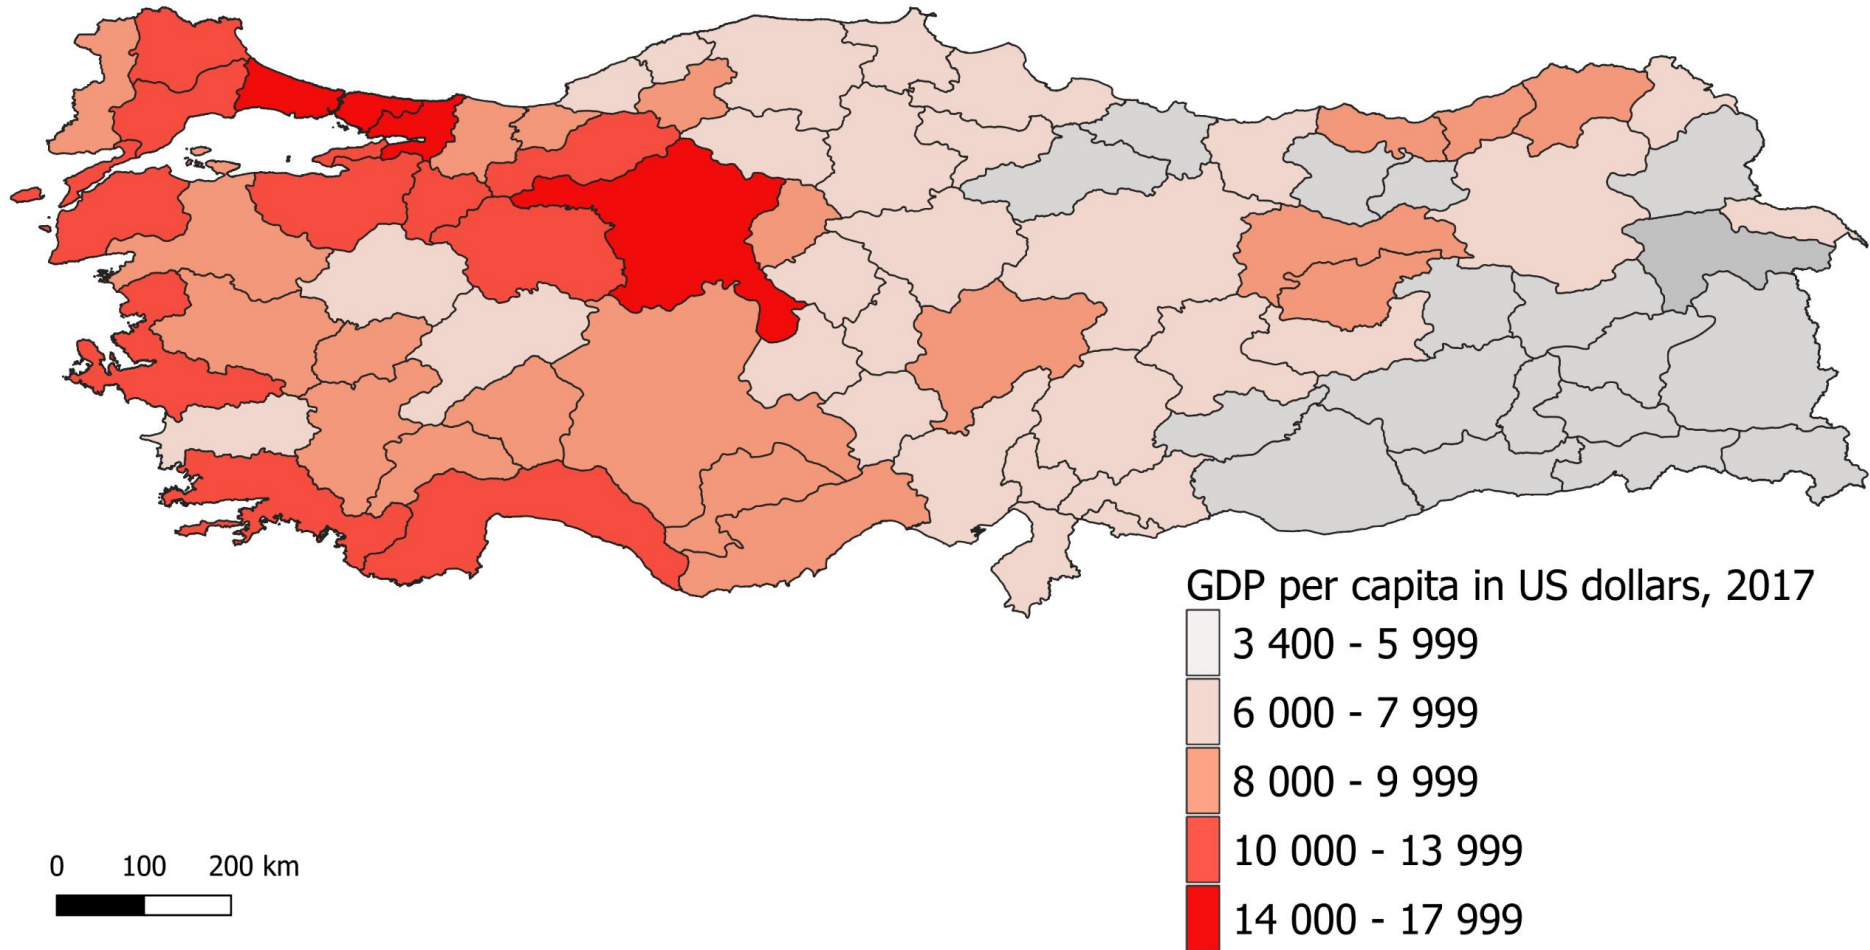 GDP per capita in US dollars, 2017
3 400 - 5 999
6 000 - 7 999
8 000 - 9 999
10 000 - 13 999
14 000 - 17 999
0 100 200 km